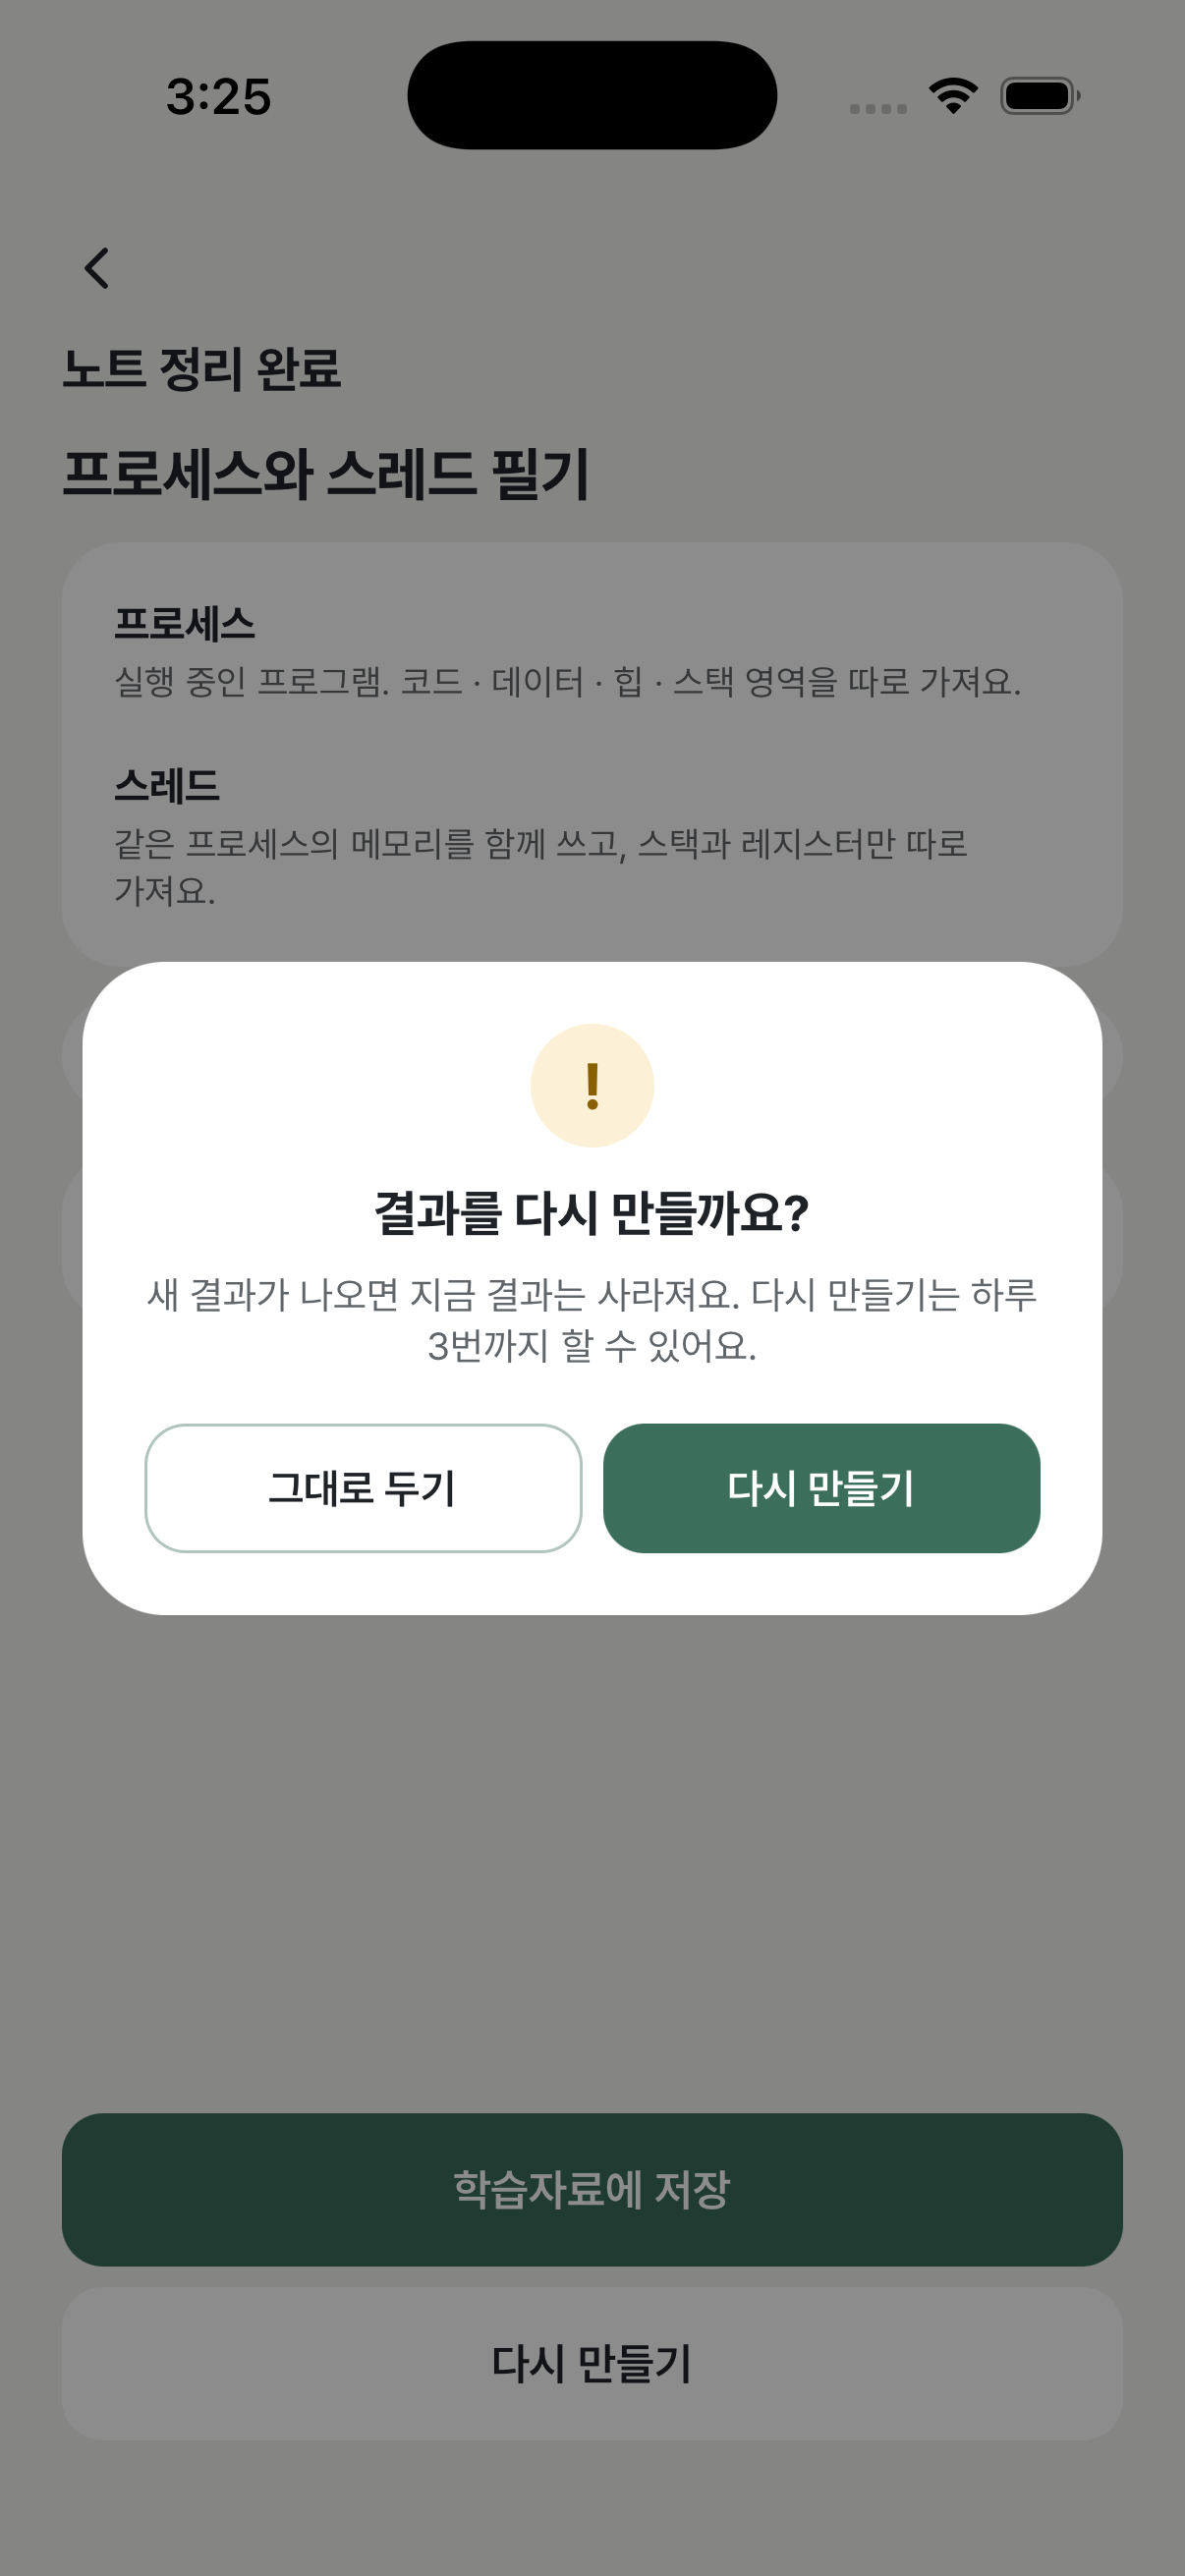 3:25
노트 정리 완료
프로세스와 스레드 필기
프로세스
실행 중인 프로그램. 코드 · 데이터 · 힙 · 스택 영역을 따로 가져요.
스레드
같은 프로세스의 메모리를 함께 쓰고, 스택과 레지스터만 따로
가져요.
!
결과를 다시 만들까요?
새 결과가 나오면 지금 결과는 사라져요. 다시 만들기는 하루
3번까지 할 수 있어요.
그대로 두기
다시 만들기
학습자료에 저장
다시 만들기